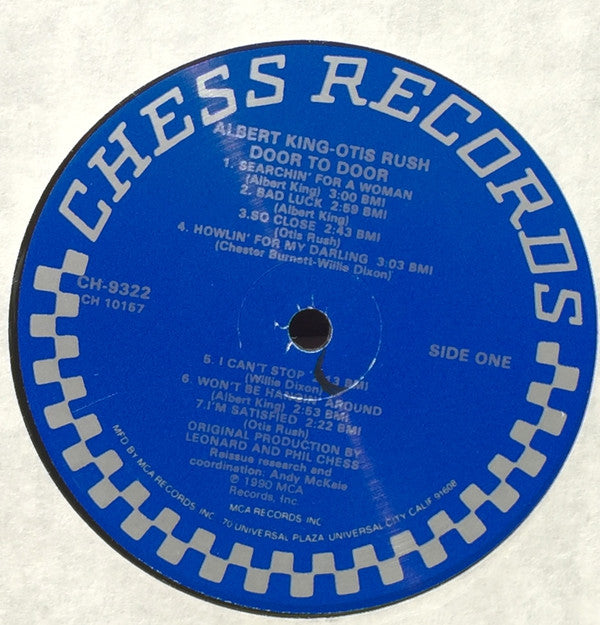 CHESS RECORDS
ALBERT KING-OTIS RUSH
DOOR TO DOOR
1. SEARCHIN' FOR A WOMAN
(Albert King) 3:00 BMI
2. BAD LUCK 2:59 BMI
(Albert King)
3.SO CLOSE 2:43 BMI
(Otis Rush)
4. HOWLIN' FOR MY DARLING 3:03 BMI
(Chester Burnett-Willie Dixon)
CH-9322
CH 10167
SIDE ONE
5. I CAN'T STOP BMI
(Willie Dixon)
6. WON'T BE AROUND
(Albert King) 2:53 BMI
7.I'M SATISFIED 2:22 BMI
(Otis Rush)
ORIGINAL PRODUCTION BY
LEONARD AND PHIL CHESS
Reissue research and
coordination: Andy McKaie
℗ 1990 MCA
Records, Inc
MCA RECORDS INC
MFD BY MCA RECORDS, INC. 70 UNIVERSAL PLAZA UNIVERSAL CITY CALIF 91608